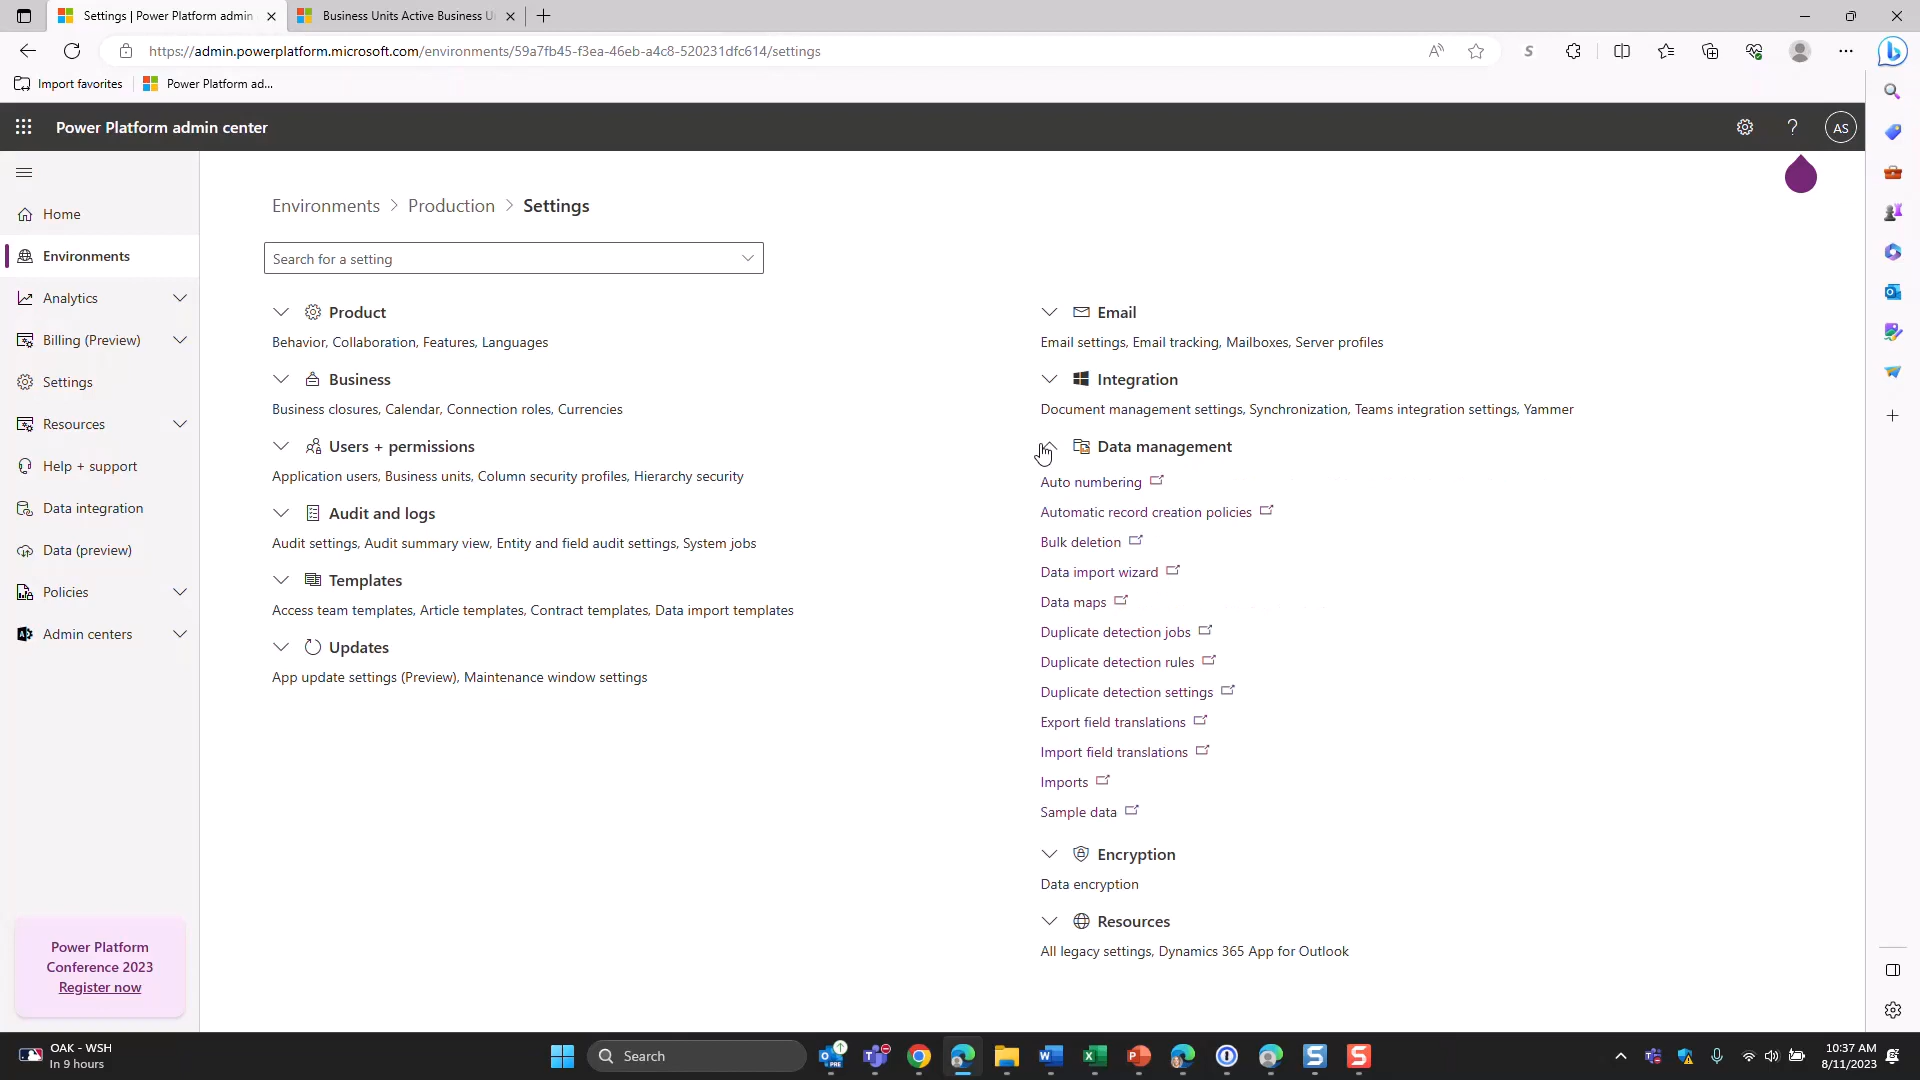 Settings | Power Platform admin
Business Units Active Business U
https://admin.powerplatform.microsoft.com/environments/59a7fb45-f3ea-46eb-a4c8-520231dfc614/settings
Import favorites
Power Platform ad...
Power Platform admin center
AS
Home
Environments
Analytics
Billing (Preview)
Settings
Resources
Help + support
Data integration
Data (preview)
Policies
Admin centers
Power Platform
Conference 2023
Register now
Environments > Production > Settings
Search for a setting
Product
Behavior, Collaboration, Features, Languages
Business
Business closures, Calendar, Connection roles, Currencies
Users + permissions
Application users, Business units, Column security profiles, Hierarchy security
Audit and logs
Audit settings, Audit summary view, Entity and field audit settings, System jobs
Templates
Access team templates, Article templates, Contract templates, Data import templates
Updates
App update settings (Preview), Maintenance window settings
Email
Email settings, Email tracking, Mailboxes, Server profiles
Integration
Document management settings, Synchronization, Teams integration settings, Yammer
Data management
Auto numbering
Automatic record creation policies
Bulk deletion
Data import wizard
Data maps
Duplicate detection jobs
Duplicate detection rules
Duplicate detection settings
Export field translations
Import field translations
Imports
Sample data
Encryption
Data encryption
Resources
All legacy settings, Dynamics 365 App for Outlook
OAK - WSH
In 9 hours
Search
10:37 AM
8/11/2023